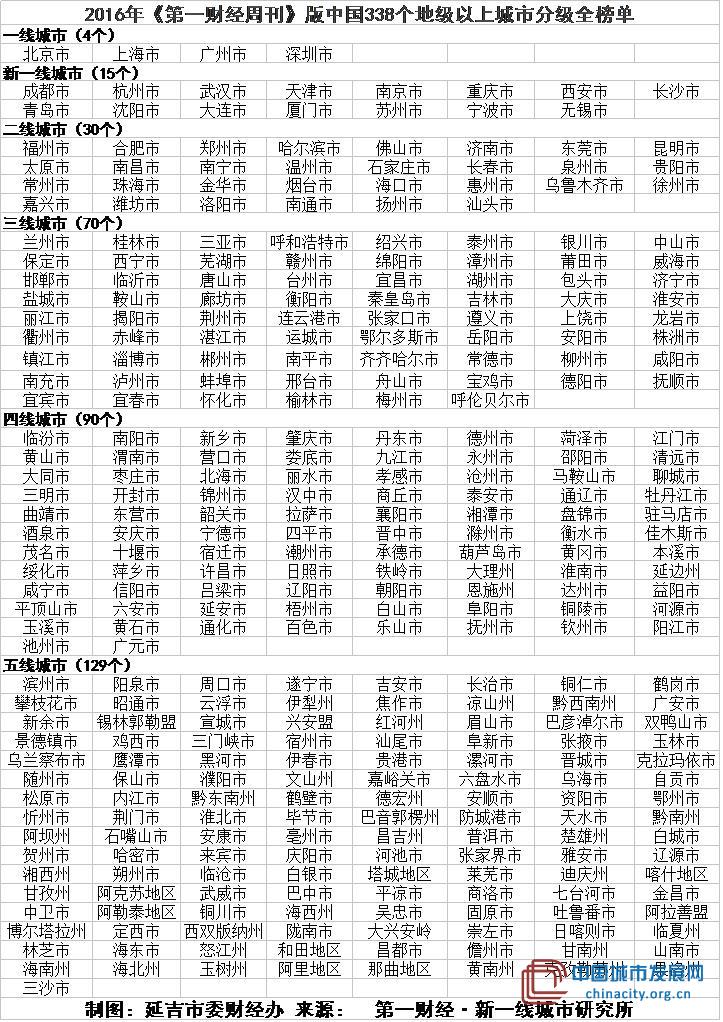 2016年《第一财经周刊》版中国338个地级以上城市分级全榜单
一线城市（4个）
北京市 上海市 广州市 深圳市
新一线城市（15个）
成都市 杭州市 武汉市 天津市 南京市 重庆市 西安市 长沙市
青岛市 沈阳市 大连市 厦门市 苏州市 宁波市 无锡市
二线城市（30个）
福州市 合肥市 郑州市 哈尔滨市 佛山市 济南市 东莞市 昆明市
太原市 南昌市 南宁市 温州市 石家庄市 长春市 泉州市 贵阳市
常州市 珠海市 金华市 烟台市 海口市 惠州市 乌鲁木齐市 徐州市
嘉兴市 潍坊市 洛阳市 南通市 扬州市 汕头市
三线城市（70个）
兰州市 桂林市 三亚市 呼和浩特市 绍兴市 泰州市 银川市 中山市
保定市 西宁市 芜湖市 赣州市 绵阳市 漳州市 莆田市 威海市
邯郸市 临沂市 唐山市 台州市 宜昌市 湖州市 包头市 济宁市
盐城市 鞍山市 廊坊市 衡阳市 秦皇岛市 吉林市 大庆市 淮安市
丽江市 揭阳市 荆州市 连云港市 张家口市 遵义市 上饶市 龙岩市
衢州市 赤峰市 湛江市 运城市 鄂尔多斯市 岳阳市 安阳市 株洲市
镇江市 淄博市 郴州市 南平市 齐齐哈尔市 常德市 柳州市 咸阳市
南充市 泸州市 蚌埠市 邢台市 舟山市 宝鸡市 德阳市 抚顺市
宜宾市 宜春市 怀化市 榆林市 梅州市 呼伦贝尔市
四线城市（90个）
临汾市 南阳市 新乡市 肇庆市 丹东市 德州市 菏泽市 江门市
黄山市 渭南市 营口市 娄底市 九江市 永州市 邵阳市 清远市
大同市 枣庄市 北海市 丽水市 孝感市 沧州市 马鞍山市 聊城市
三明市 开封市 锦州市 汉中市 商丘市 泰安市 通辽市 牡丹江市
曲靖市 东营市 韶关市 拉萨市 襄阳市 湘潭市 盘锦市 驻马店市
酒泉市 安庆市 宁德市 四平市 晋中市 滁州市 衡水市 佳木斯市
茂名市 十堰市 宿迁市 潮州市 承德市 葫芦岛市 黄冈市 本溪市
绥化市 萍乡市 许昌市 日照市 铁岭市 大理州 淮南市 延边州
咸宁市 信阳市 吕梁市 辽阳市 朝阳市 恩施州 达州市 益阳市
平顶山市 六安市 延安市 梧州市 白山市 阜阳市 铜陵市 河源市
玉溪市 黄石市 通化市 百色市 乐山市 抚州市 钦州市 阳江市
池州市 广元市
五线城市（129个）
滨州市 阳泉市 周口市 遂宁市 吉安市 长治市 铜仁市 鹤岗市
攀枝花市 昭通市 云浮市 伊犁州 焦作市 凉山州 黔西南州 广安市
新余市 锡林郭勒盟 宣城市 兴安盟 红河州 眉山市 巴彦淖尔市 双鸭山市
景德镇市 鸡西市 三门峡市 宿州市 汕尾市 阜新市 张掖市 玉林市
乌兰察布市 鹰潭市 黑河市 伊春市 贵港市 漯河市 晋城市 克拉玛依市
随州市 保山市 濮阳市 文山州 嘉峪关市 六盘水市 乌海市 自贡市
松原市 内江市 黔东南州 鹤壁市 德宏州 安顺市 资阳市 鄂州市
忻州市 荆门市 淮北市 毕节市 巴音郭楞州 防城港市 天水市 黔南州
阿坝州 石嘴山市 安康市 亳州市 昌吉州 普洱市 楚雄州 白城市
贺州市 哈密市 来宾市 庆阳市 河池市 张家界市 雅安市 辽源市
湘西州 朔州市 临沧市 白银市 塔城地区 莱芜市 迪庆州 喀什地区
甘孜州 阿克苏地区 武威市 巴中市 平凉市 商洛市 七台河市 金昌市
中卫市 阿勒泰地区 铜川市 海西州 吴忠市 固原市 吐鲁番市 阿拉善盟
博尔塔拉州 定西市 西双版纳州 陇南市 大兴安岭 崇左市 日喀则市 临夏州
林芝市 海东市 怒江州 和田地区 昌都市 儋州市 甘南州 山南市
海南州 海北州 玉树州 阿里地区 那曲地区 黄南州
三沙市
中国城市发展网
chinacity.org.cn
制图：延吉市委财经办 来源： 第一财经·新一线城市研究所